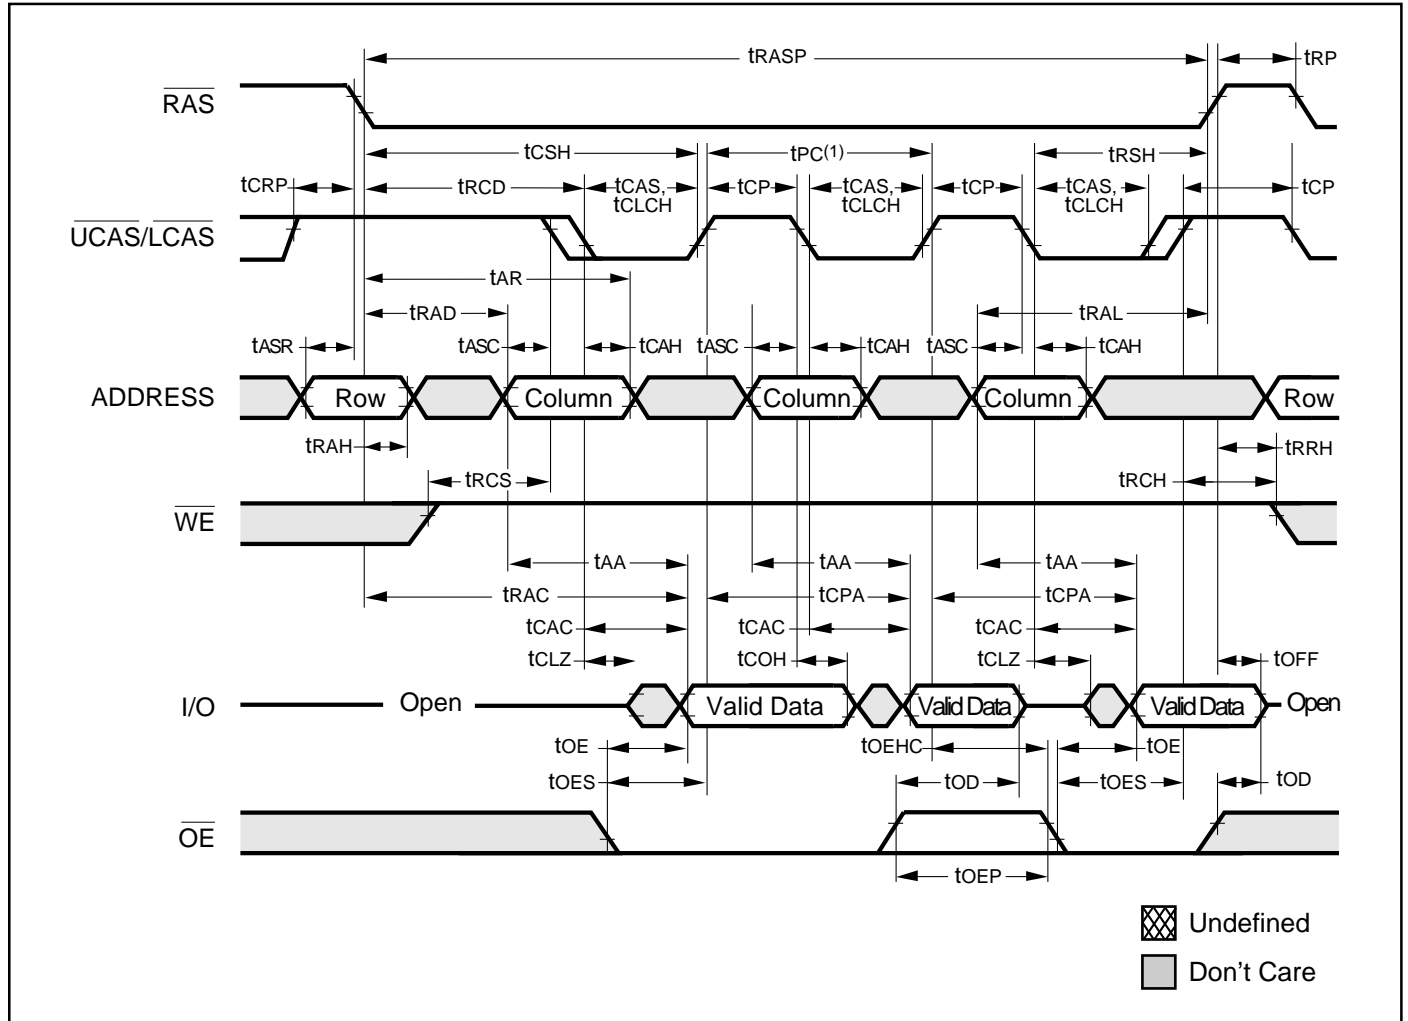 tRASP
tRP
RAS
tCSH
tPC(1)
tRSH
tCRP
tRCD
tCAS,
tCLCH
tCP
tCAS,
tCLCH
tCP
tCAS,
tCLCH
tCP
UCAS/LCAS
tAR
tRAD
tRAL
tASR
tASC
tCAH
tASC
tCAH
tASC
tCAH
ADDRESS
Row
Column
Column
Column
Row
tRAH
tRRH
tRCS
tRCH
WE
tAA
tAA
tAA
tRAC
tCPA
tCPA
tCAC
tCAC
tCAC
tCLZ
tCOH
tCLZ
tOFF
I/O
Open
Valid Data
Valid Data
Valid Data
Open
tOE
tOEHC
tOE
tOES
tOD
tOES
tOD
OE
tOEP
Undefined
Don't Care